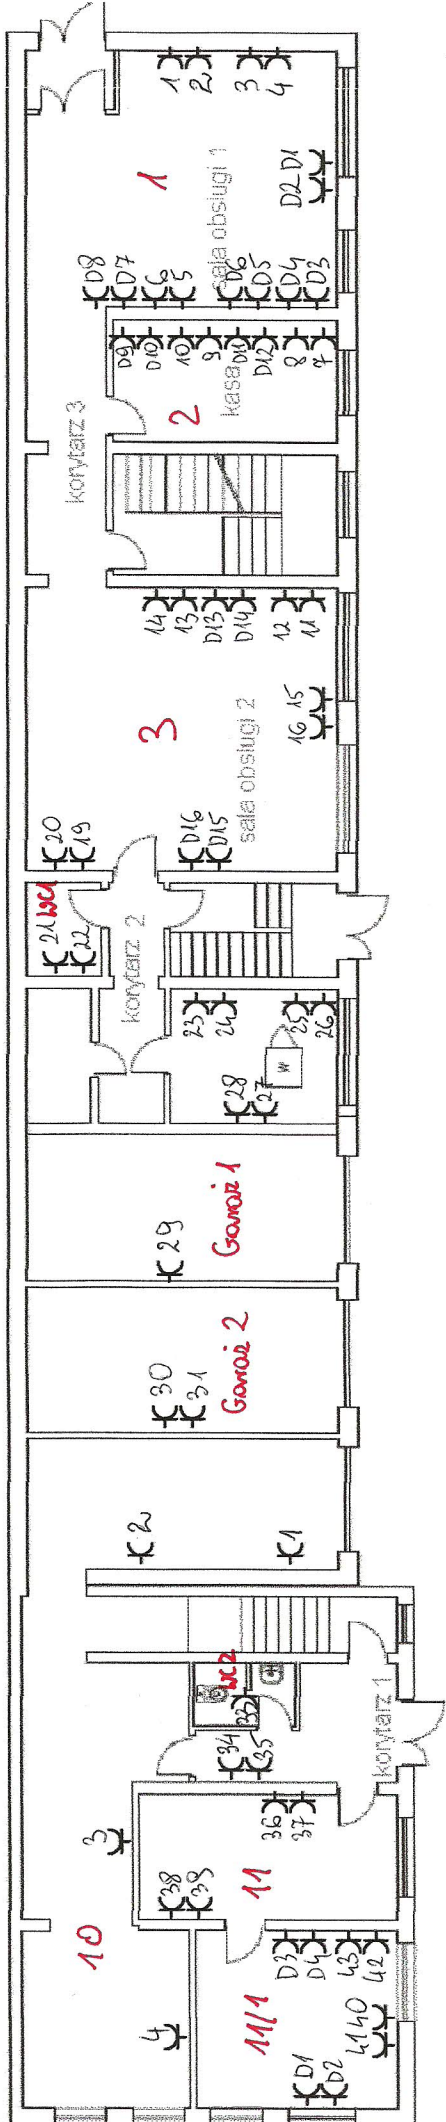 1
2
3
4
1
sala obsługi 1
D2 D1
D8
D7
6
5
D6
D5
D4
D3
D9
D10
10
9
D11
D12
8
7
kasa
2
korytarz 3
14
13
D13
D14
12
11
16 15
3
sala obsługi 2
20
19
D16
D15
WC1
21
22
korytarz 2
23
24
25
26
W
28
27
Garaż 1
29
Garaż 2
30
31
2
1
WC2
33
34
35
korytarz 1
3
36
37
38
39
11
10
4
11/1
D3
D4
43
42
41 40
D1
D2